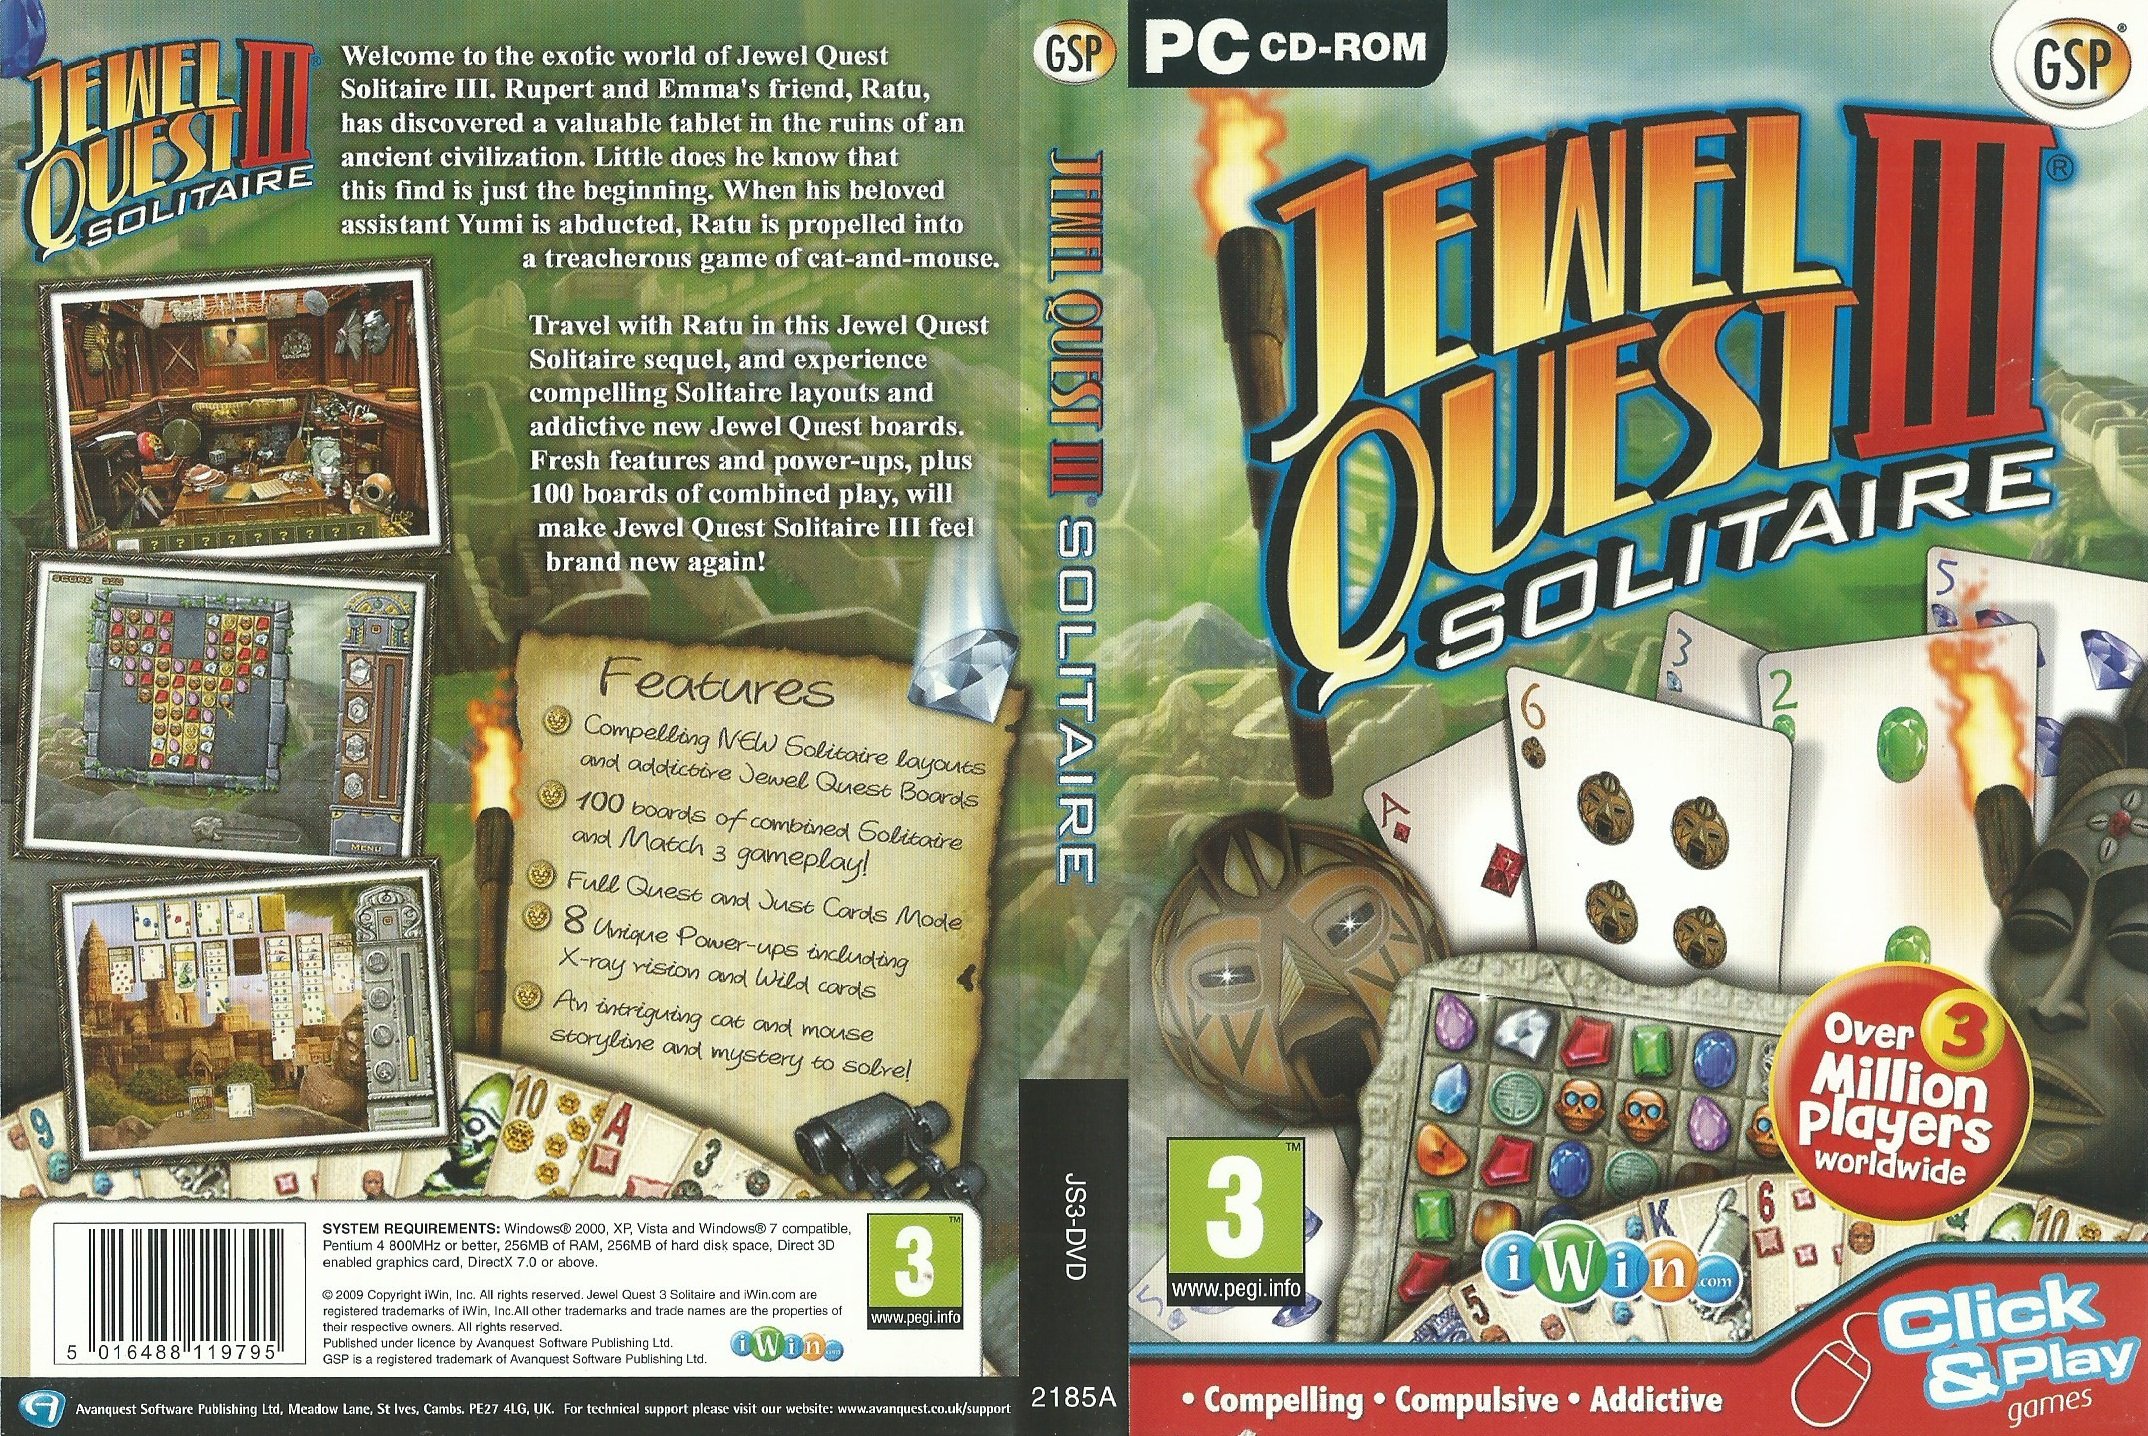 JEWEL
QUEST III®
SOLITAIRE
Welcome to the exotic world of Jewel Quest
Solitaire III. Rupert and Emma's friend, Ratu,
has discovered a valuable tablet in the ruins of an
ancient civilization. Little does he know that
this find is just the beginning. When his beloved
assistant Yumi is abducted, Ratu is propelled into
a treacherous game of cat-and-mouse.
Travel with Ratu in this Jewel Quest
Solitaire sequel, and experience
compelling Solitaire layouts and
addictive new Jewel Quest boards.
Fresh features and power-ups, plus
100 boards of combined play, will
make Jewel Quest Solitaire III feel
brand new again!
? ? ? ? ? ? ? ?
SCORE 320
MENU
Features
Compelling NEW Solitaire layouts
and addictive Jewel Quest Boards
100 boards of combined Solitaire
and Match 3 gameplay!
Full Quest and Just Cards Mode
8 Unique Power-ups including
X-ray vision and Wild cards
An intriguing cat and mouse
storyline and mystery to solve!
9
10
A
3
5 016488 119795
SYSTEM REQUIREMENTS: Windows® 2000, XP, Vista and Windows® 7 compatible,
Pentium 4 800MHz or better, 256MB of RAM, 256MB of hard disk space, Direct 3D
enabled graphics card, DirectX 7.0 or above.
© 2009 Copyright iWin, Inc. All rights reserved. Jewel Quest 3 Solitaire and iWin.com are
registered trademarks of iWin, Inc.All other trademarks and trade names are the properties of
their respective owners. All rights reserved.
Published under licence by Avanquest Software Publishing Ltd.
GSP is a registered trademark of Avanquest Software Publishing Ltd.
iWin.com
3™
www.pegi.info
Avanquest Software Publishing Ltd, Meadow Lane, St Ives, Cambs. PE27 4LG, UK. For technical support please visit our website: www.avanquest.co.uk/support
GSP
JEWEL QUEST III® SOLITAIRE
JS3-DVD
2185A
PC CD-ROM
GSP®
JEWEL
QUEST III®
SOLITAIRE
5
3
2
6
A
Over 3
Million
players
worldwide
3™
www.pegi.info
5
K
6
9
10
5
iWin.com
Click
& Play
games
• Compelling • Compulsive • Addictive